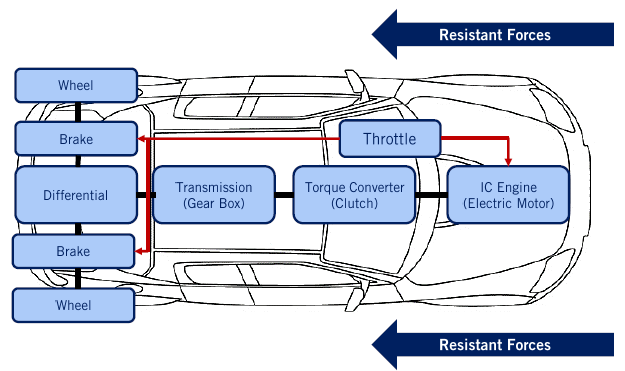 Resistant Forces
Wheel
Brake
Throttle
Differential
Transmission
(Gear Box)
Torque Converter
(Clutch)
IC Engine
(Electric Motor)
Brake
Wheel
Resistant Forces